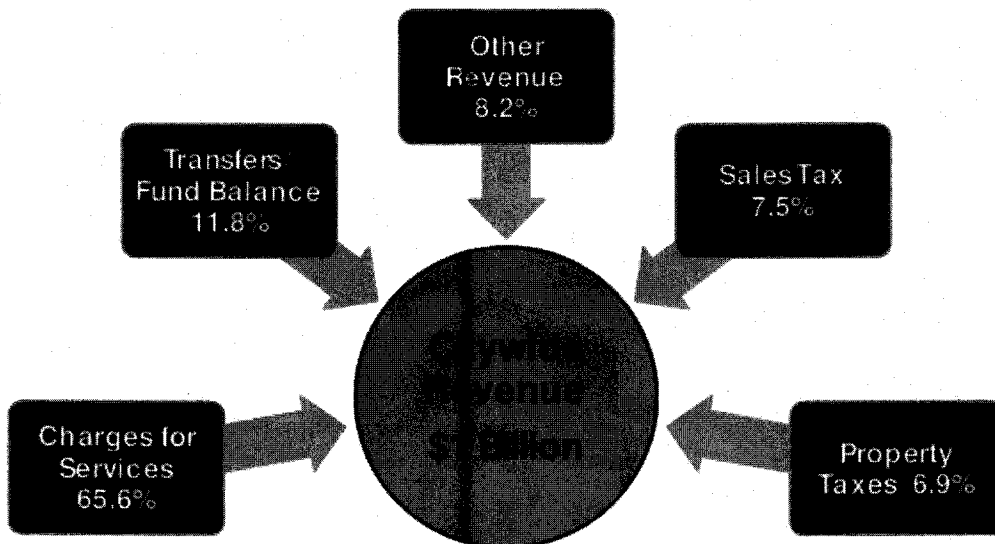 Other
Revenue
8.2%
Transfers
Fund Balance
11.8%
Sales Tax
7.5%
Citywide
Revenue
Billion
Charges for
Services
65.6%
Property
Taxes 6.9%